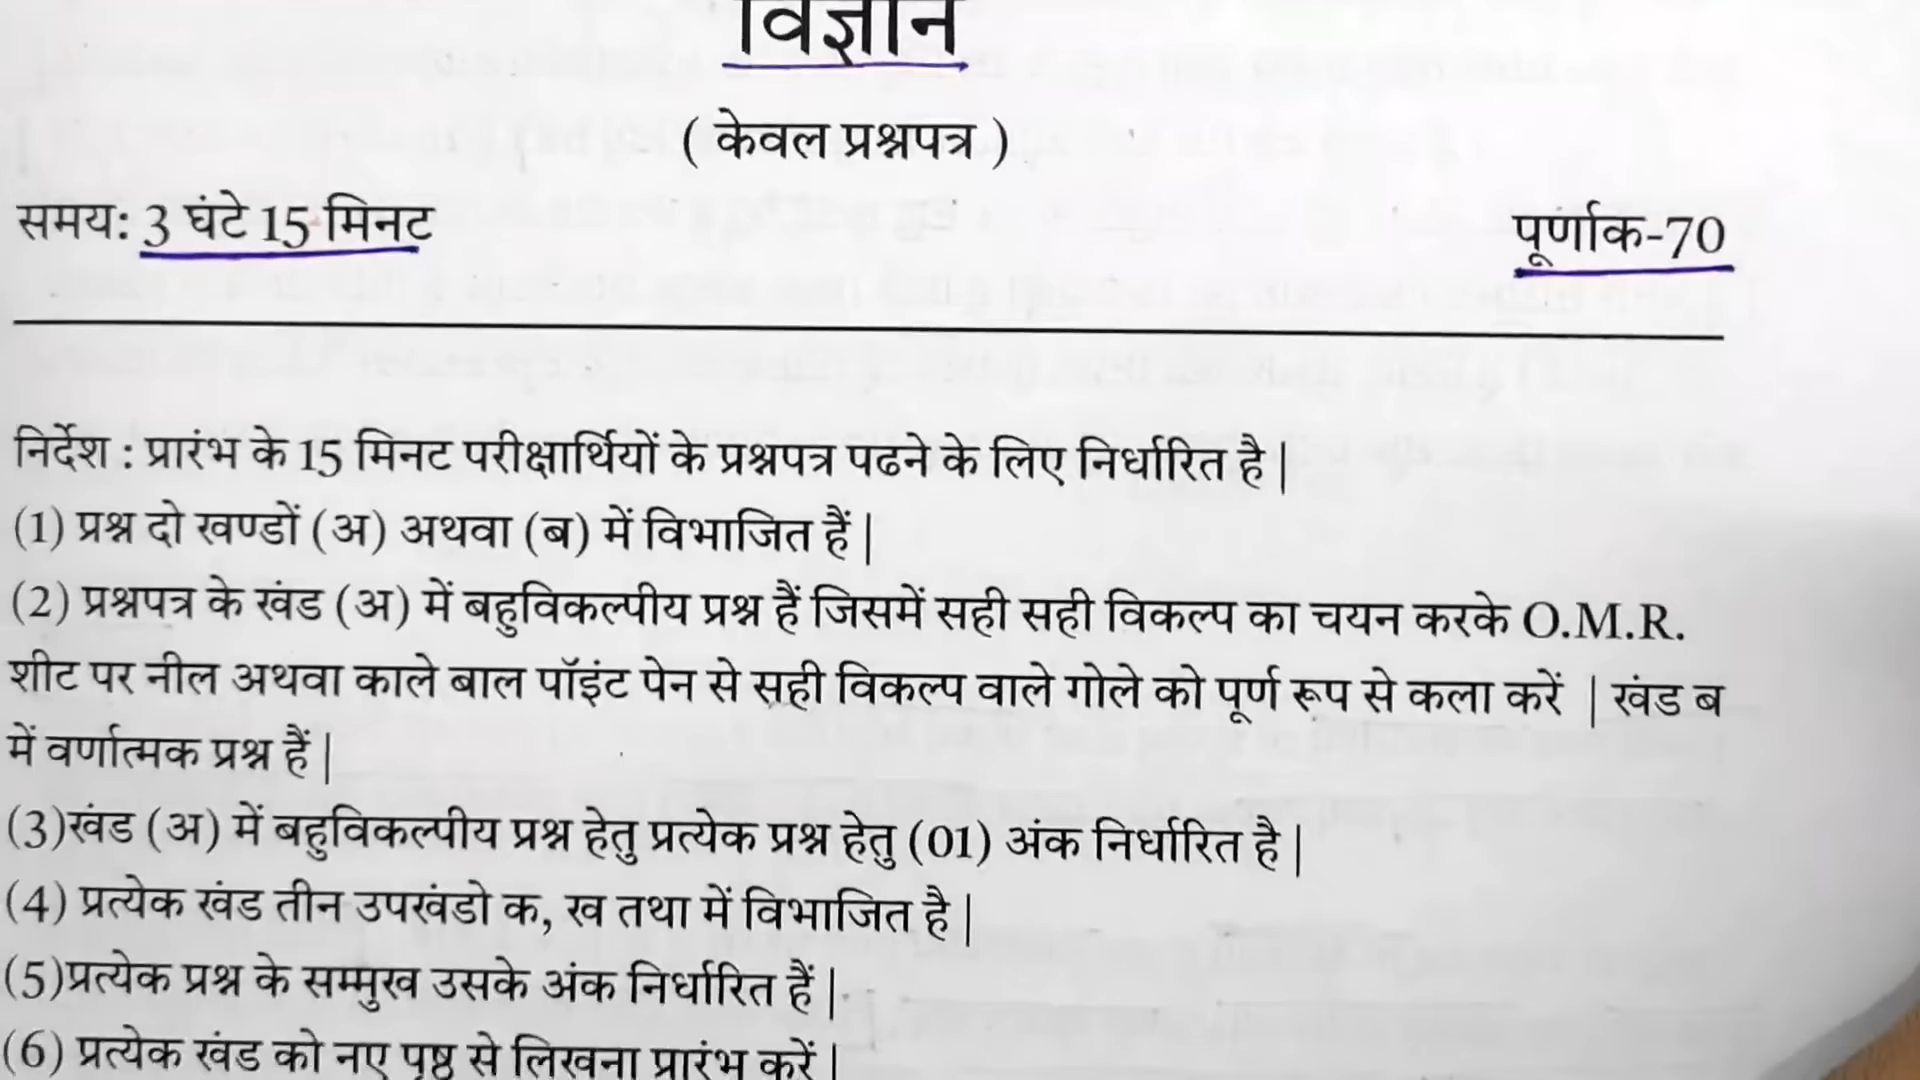 विज्ञान
( केवल प्रश्नपत्र )
समय: 3 घंटे 15 मिनट
पूर्णाक-70
निर्देश : प्रारंभ के 15 मिनट परीक्षार्थियों के प्रश्नपत्र पढने के लिए निर्धारित है |
(1) प्रश्न दो खण्डों (अ) अथवा (ब) में विभाजित हैं |
(2) प्रश्नपत्र के खंड (अ) में बहुविकल्पीय प्रश्न हैं जिसमें सही सही विकल्प का चयन करके O.M.R.
शीट पर नील अथवा काले बाल पॉइंट पेन से सही विकल्प वाले गोले को पूर्ण रूप से कला करें | खंड ब
में वर्णात्मक प्रश्न हैं |
(3)खंड (अ) में बहुविकल्पीय प्रश्न हेतु प्रत्येक प्रश्न हेतु (01) अंक निर्धारित है |
(4) प्रत्येक खंड तीन उपखंडो क, ख तथा में विभाजित है |
(5)प्रत्येक प्रश्न के सम्मुख उसके अंक निर्धारित हैं |
(6) प्रत्येक खंड को नए पृष्ठ से लिखना प्रारंभ करें |